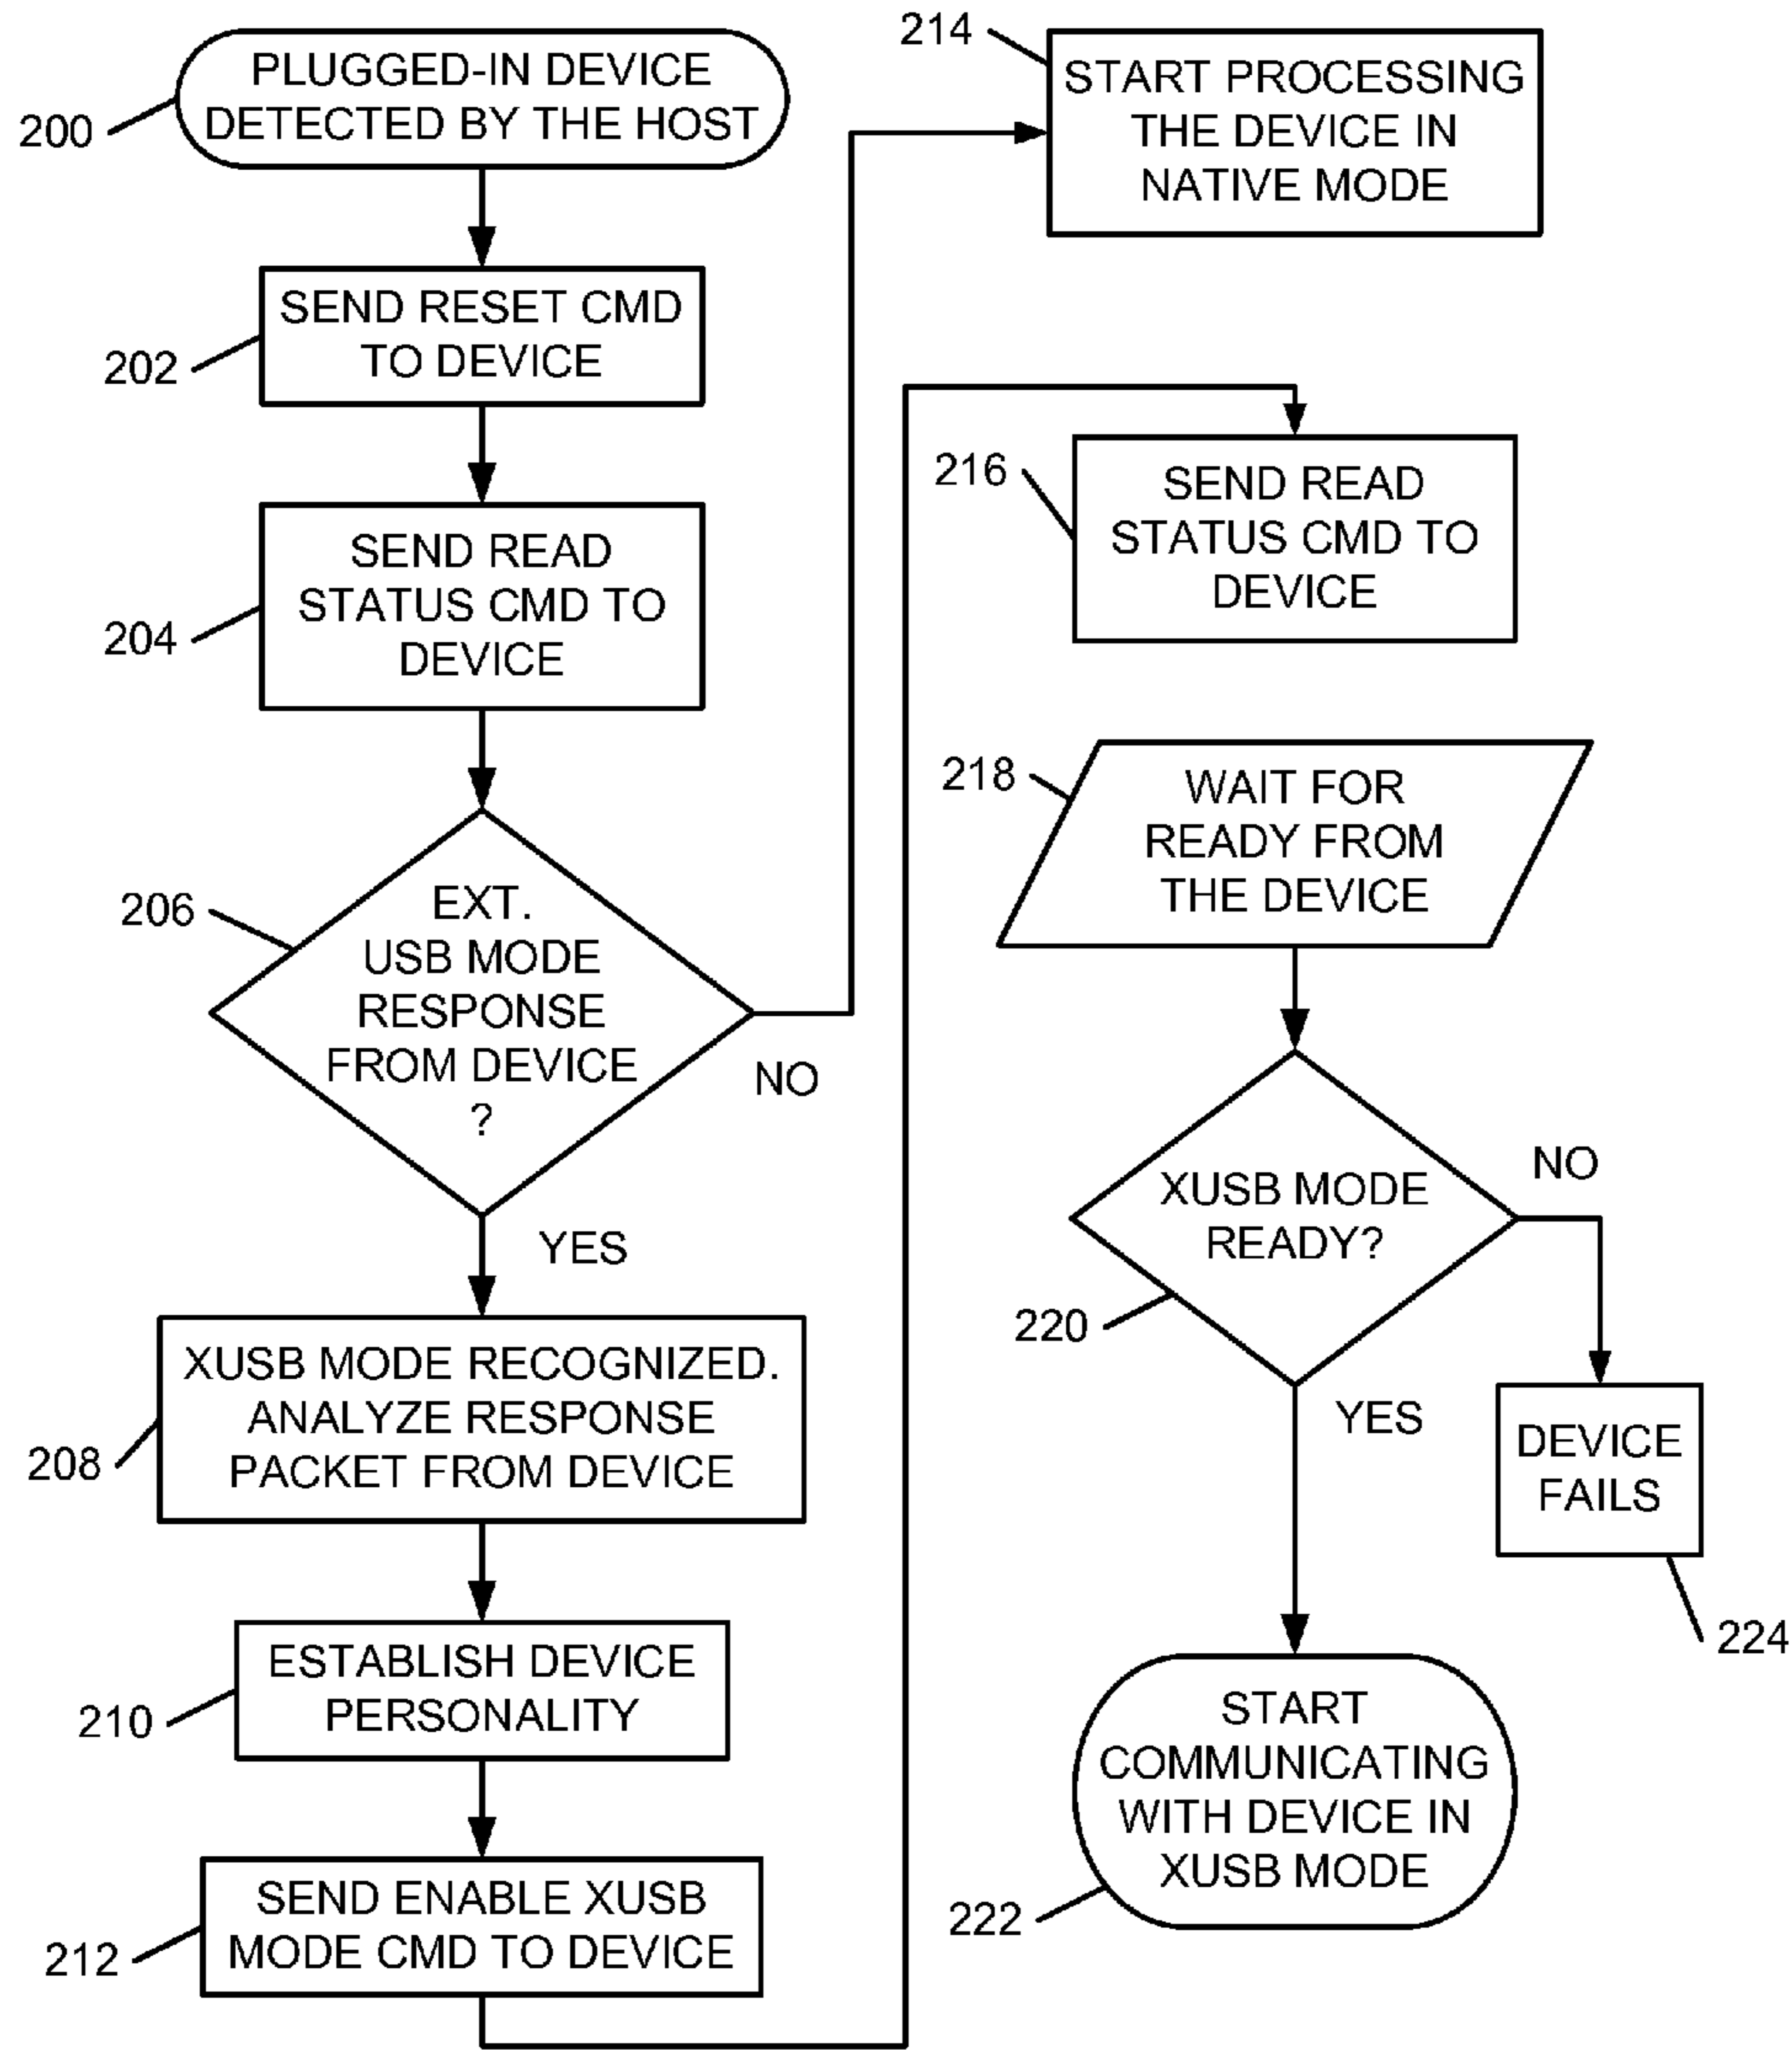 200
PLUGGED-IN DEVICE
DETECTED BY THE HOST
202
SEND RESET CMD
TO DEVICE
204
SEND READ
STATUS CMD TO
DEVICE
206
EXT.
USB MODE
RESPONSE
FROM DEVICE
?
NO
YES
208
XUSB MODE RECOGNIZED.
ANALYZE RESPONSE
PACKET FROM DEVICE
210
ESTABLISH DEVICE
PERSONALITY
212
SEND ENABLE XUSB
MODE CMD TO DEVICE
214
START PROCESSING
THE DEVICE IN
NATIVE MODE
216
SEND READ
STATUS CMD TO
DEVICE
218
WAIT FOR
READY FROM
THE DEVICE
220
XUSB MODE
READY?
NO
YES
DEVICE
FAILS
224
222
START
COMMUNICATING
WITH DEVICE IN
XUSB MODE